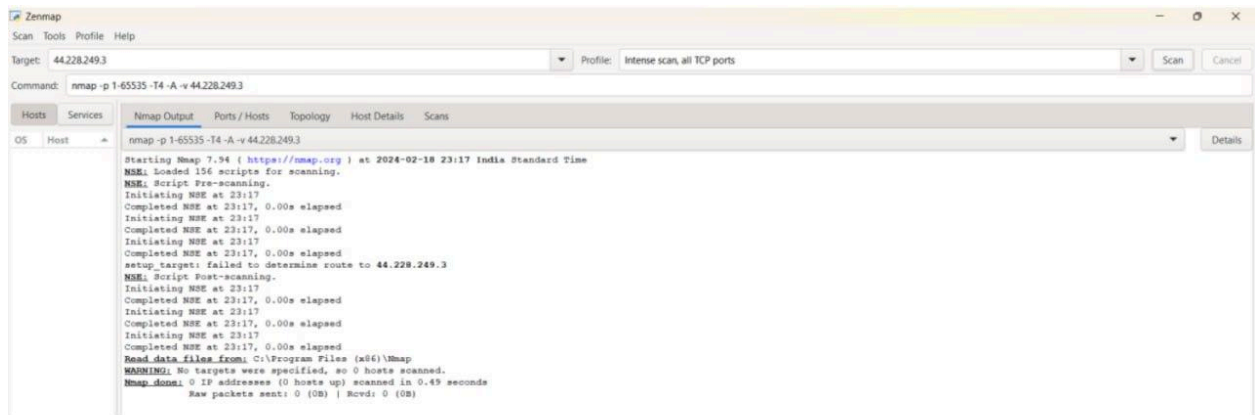 Zenmap
Scan Tools Profile Help
Target: 44.228.249.3 Profile: Intense scan, all TCP ports Scan Cancel
Command: nmap -p 1-65535 -T4 -A -v 44.228.249.3
Hosts Services Nmap Output Ports / Hosts Topology Host Details Scans
OS Host nmap -p 1-65535 -T4 -A -v 44.228.249.3 Details
Starting Nmap 7.94 ( https://nmap.org ) at 2024-02-18 23:17 India Standard Time
NSE: Loaded 156 scripts for scanning.
NSE: Script Pre-scanning.
Initiating NSE at 23:17
Completed NSE at 23:17, 0.00s elapsed
Initiating NSE at 23:17
Completed NSE at 23:17, 0.00s elapsed
Initiating NSE at 23:17
Completed NSE at 23:17, 0.00s elapsed
setup_target: failed to determine route to 44.228.249.3
NSE: Script Post-scanning.
Initiating NSE at 23:17
Completed NSE at 23:17, 0.00s elapsed
Initiating NSE at 23:17
Completed NSE at 23:17, 0.00s elapsed
Initiating NSE at 23:17
Completed NSE at 23:17, 0.00s elapsed
Read data files from: C:\Program Files (x86)\Nmap
WARNING: No targets were specified, so 0 hosts scanned.
Nmap done: 0 IP addresses (0 hosts up) scanned in 0.49 seconds
Raw packets sent: 0 (0B) | Rcvd: 0 (0B)